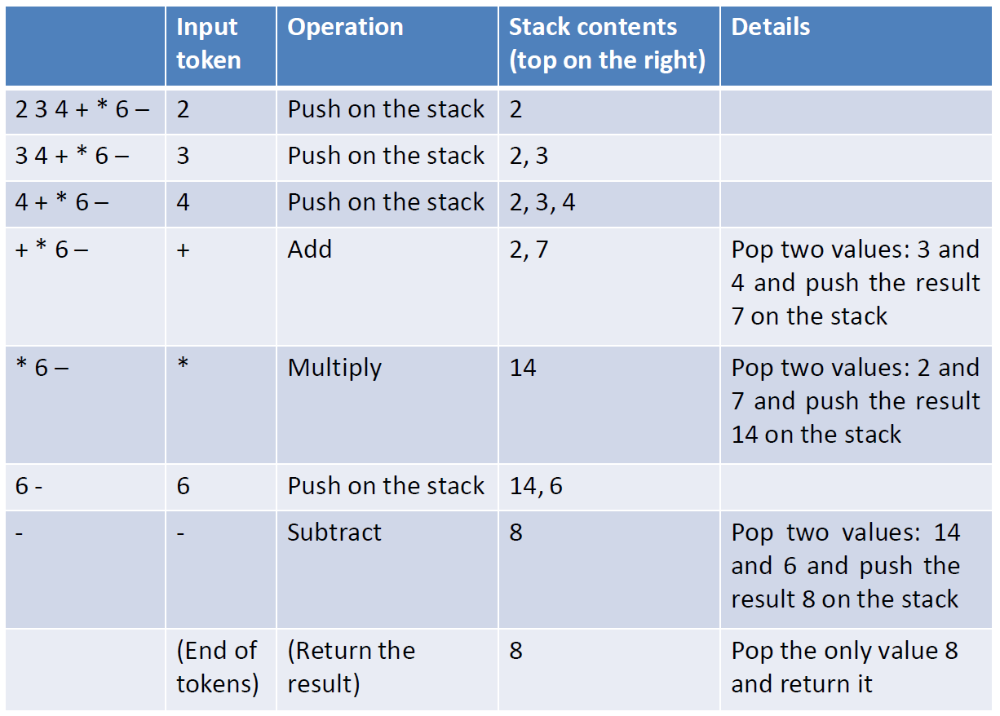 Input token Operation Stack contents (top on the right) Details
2 3 4 + * 6 – 2 Push on the stack 2
3 4 + * 6 – 3 Push on the stack 2, 3
4 + * 6 – 4 Push on the stack 2, 3, 4
+ * 6 – + Add 2, 7 Pop two values: 3 and
4 and push the result
7 on the stack
* 6 – * Multiply 14 Pop two values: 2 and
7 and push the result
14 on the stack
6 - 6 Push on the stack 14, 6
- - Subtract 8 Pop two values: 14
and 6 and push the
result 8 on the stack
(End of tokens) (Return the result) 8 Pop the only value 8
and return it